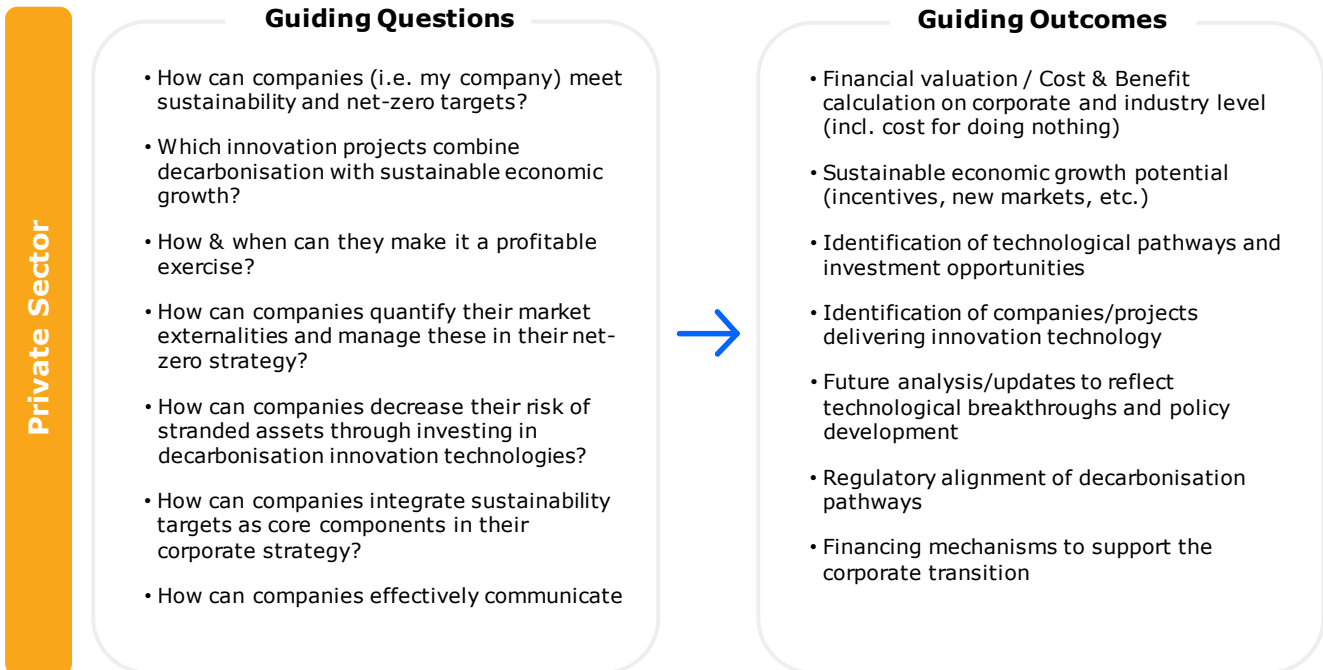 Private Sector
Guiding Questions
• How can companies (i.e. my company) meet
sustainability and net-zero targets?
• Which innovation projects combine
decarbonisation with sustainable economic
growth?
• How & when can they make it a profitable
exercise?
• How can companies quantify their market
externalities and manage these in their net-
zero strategy?
• How can companies decrease their risk of
stranded assets through investing in
decarbonisation innovation technologies?
• How can companies integrate sustainability
targets as core components in their
corporate strategy?
• How can companies effectively communicate
Guiding Outcomes
• Financial valuation / Cost & Benefit
calculation on corporate and industry level
(incl. cost for doing nothing)
• Sustainable economic growth potential
(incentives, new markets, etc.)
• Identification of technological pathways and
investment opportunities
• Identification of companies/projects
delivering innovation technology
• Future analysis/updates to reflect
technological breakthroughs and policy
development
• Regulatory alignment of decarbonisation
pathways
• Financing mechanisms to support the
corporate transition